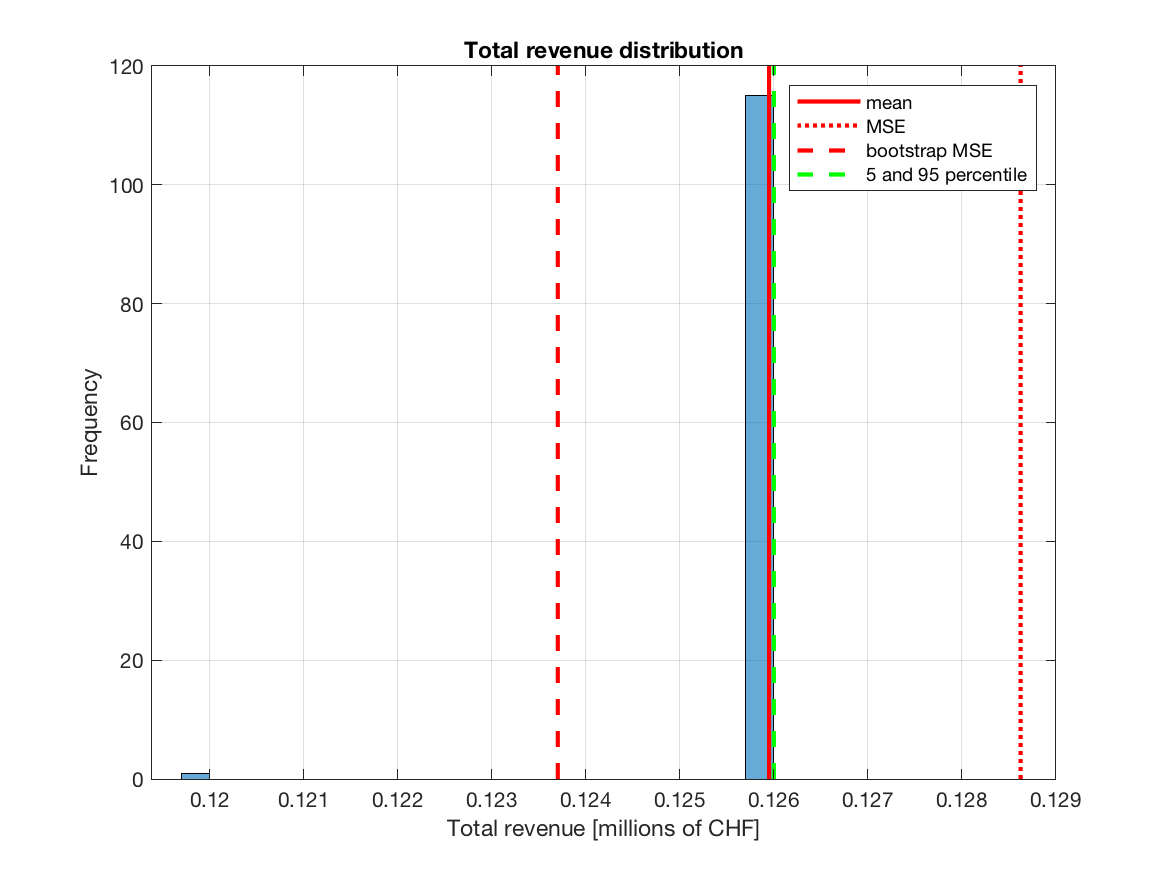 Total revenue distribution
120
100
80
60
40
20
0
Frequency
mean
MSE
bootstrap MSE
5 and 95 percentile
0.12 0.121 0.122 0.123 0.124 0.125 0.126 0.127 0.128 0.129
Total revenue [millions of CHF]